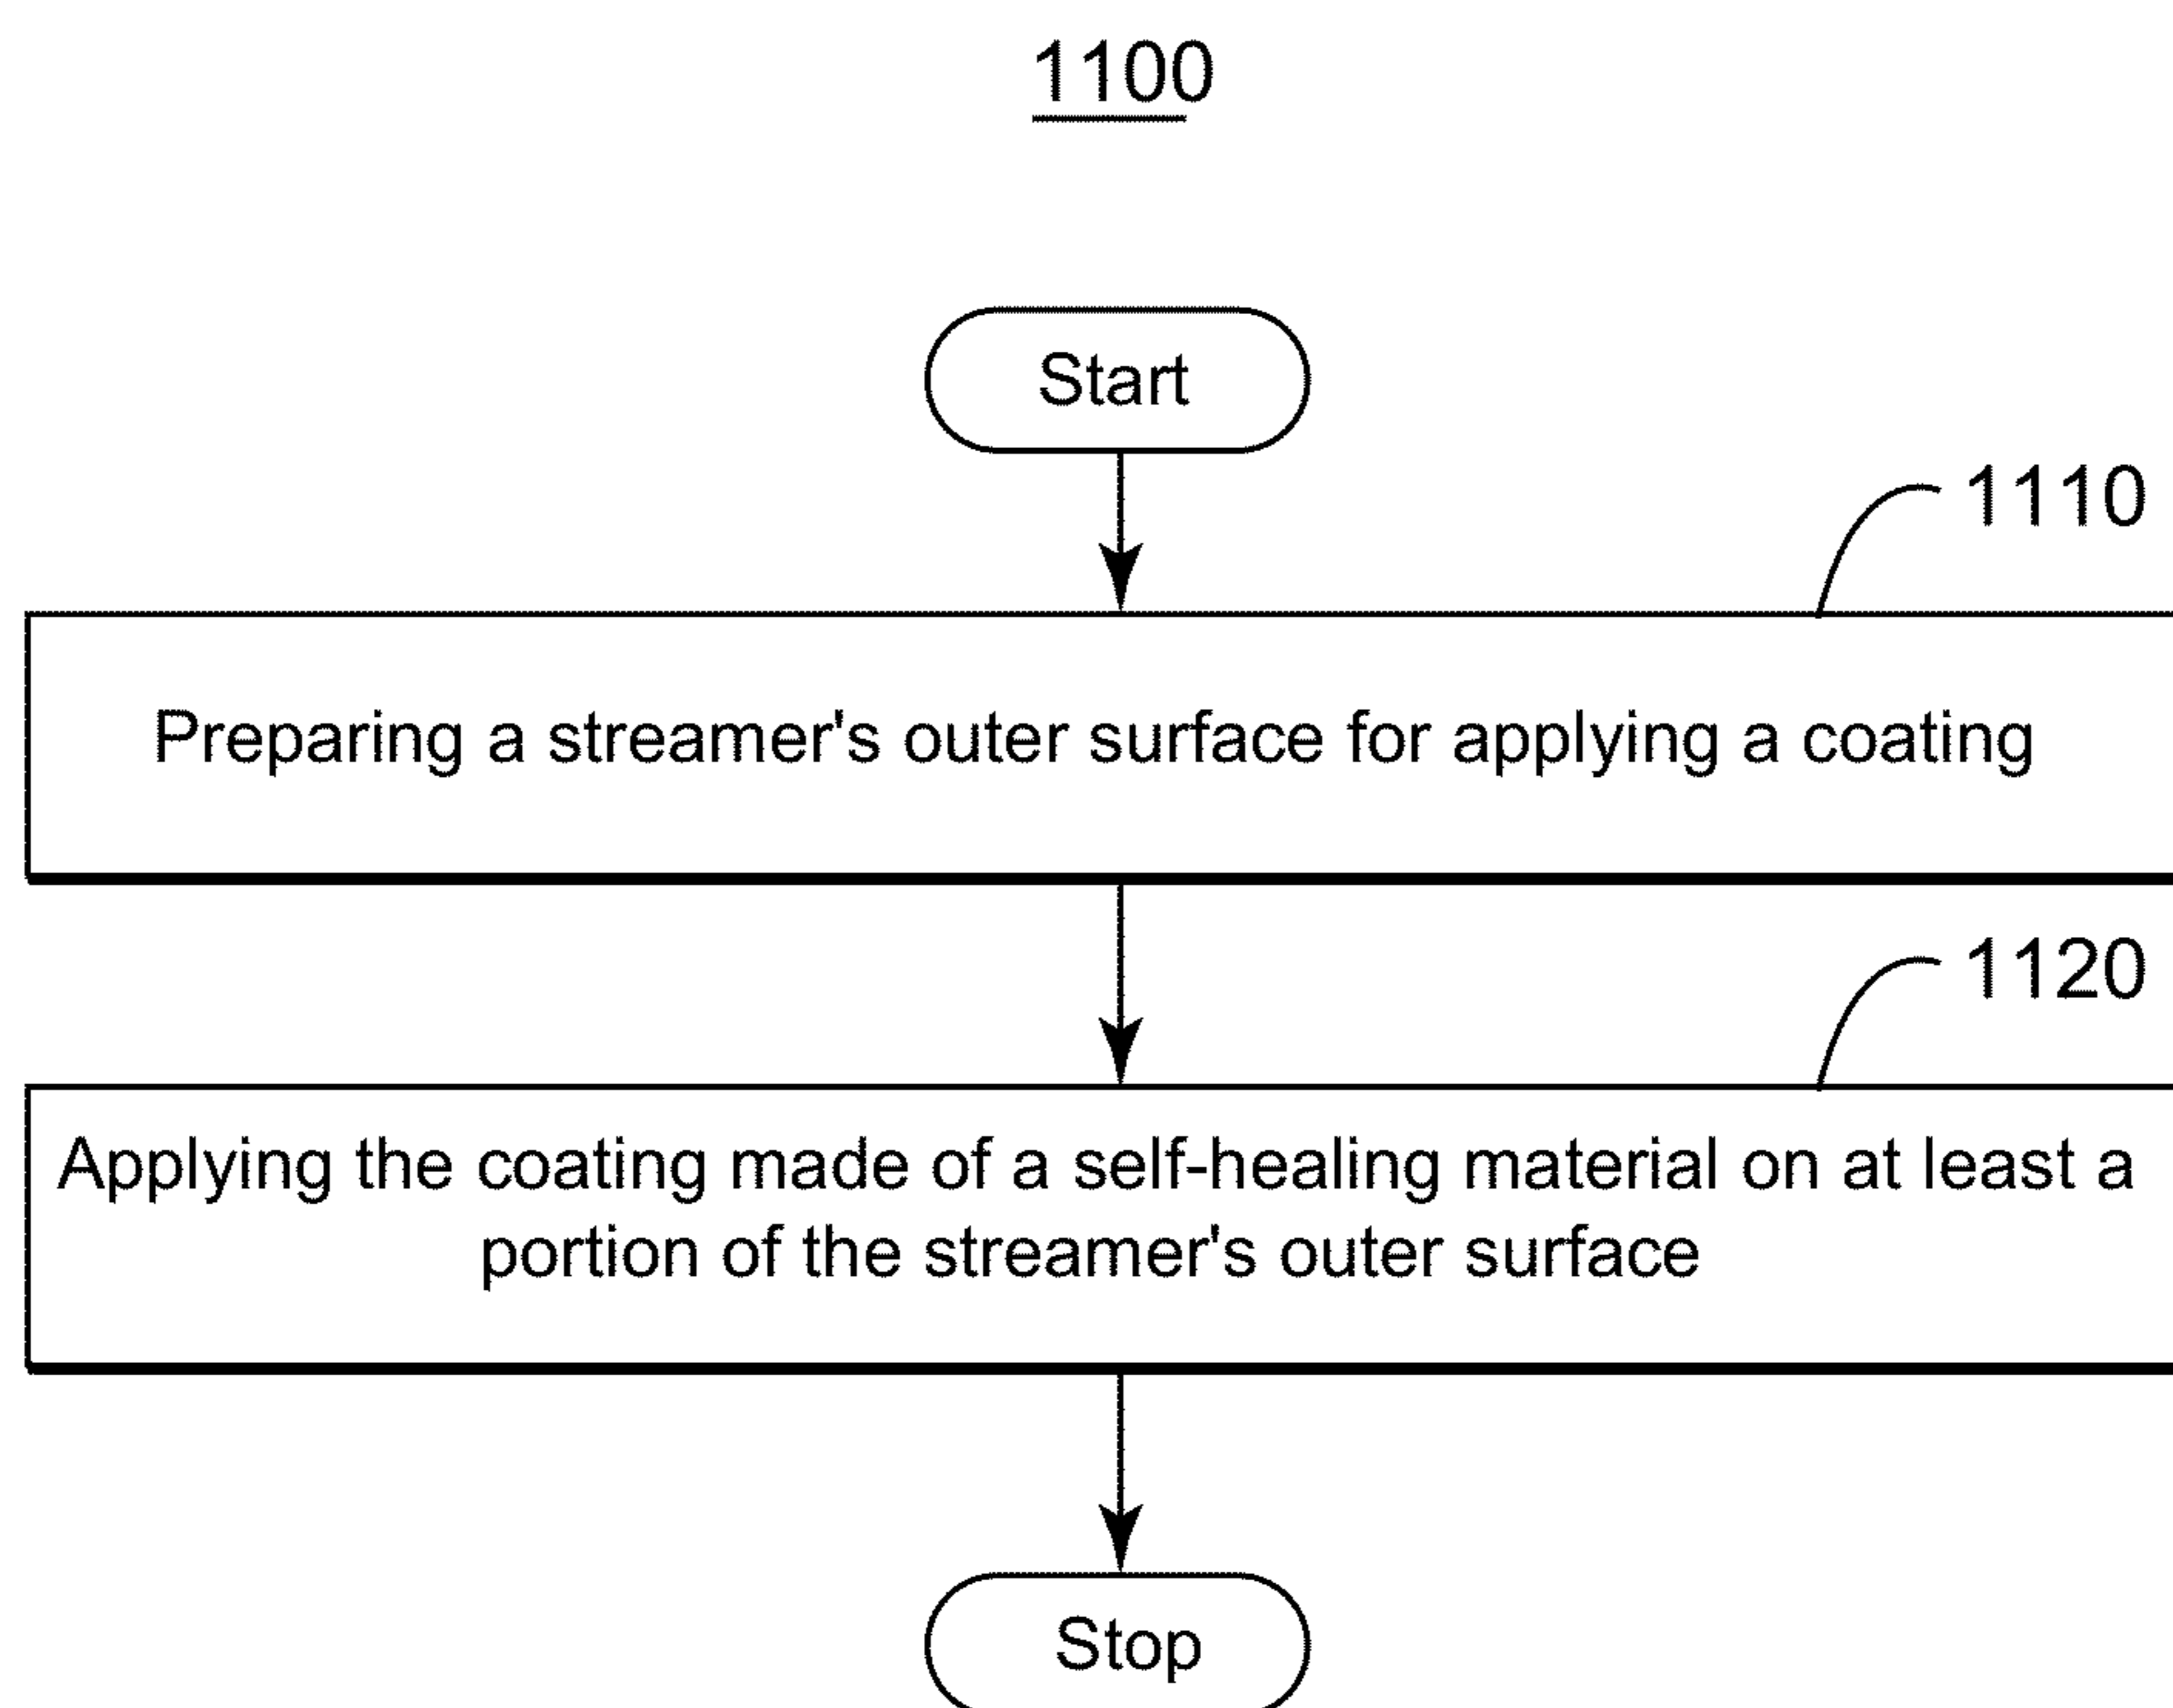 1100
Start
1110
Preparing a streamer's outer surface for applying a coating
1120
Applying the coating made of a self-healing material on at least a
portion of the streamer's outer surface
Stop